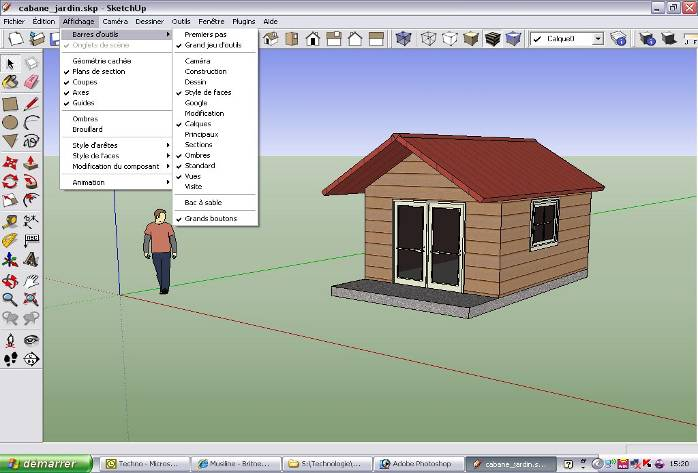 cabane_jardin.skp - SketchUp
Fichier Édition Affichage Caméra Dessiner Outils Fenêtre Plugins Aide
Barres d'outils
Onglets de scène
Géométrie cachée
Plans de section
Coupes
Axes
Guides
Ombres
Brouillard
Style d'arêtes
Style de faces
Modification du composant
Animation
Premiers pas
Grand jeu d'outils
Caméra
Construction
Dessin
Style de faces
Google
Modification
Calques
Principaux
Sections
Ombres
Standard
Vues
Visite
Bac à sable
Grands boutons
Calque0
démarrer
Techno - Micros...
Musiline - Britne...
S:\Technologie\...
Adobe Photoshop
cabane_jardin.s...
15:20